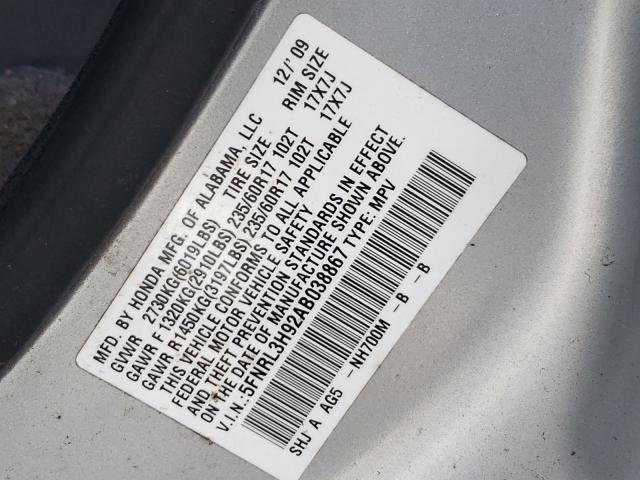 MFD. BY HONDA MFG. OF ALABAMA, LLC 12/'09
GVWR 2730KG(6019LBS) TIRE SIZE RIM SIZE
GAWR F 1320KG(2910LBS) 235/60R17 102T 17X7J
GAWR R 1450KG(3197LBS) 235/60R17 102T 17X7J
THIS VEHICLE CONFORMS TO ALL APPLICABLE
FEDERAL MOTOR VEHICLE SAFETY
AND THEFT PREVENTION STANDARDS IN EFFECT
ON THE DATE OF MANUFACTURE SHOWN ABOVE.
V.I.N.: 5FNRL3H92AB038867 TYPE: MPV
SHJ A AG5 -NH700M -B -B